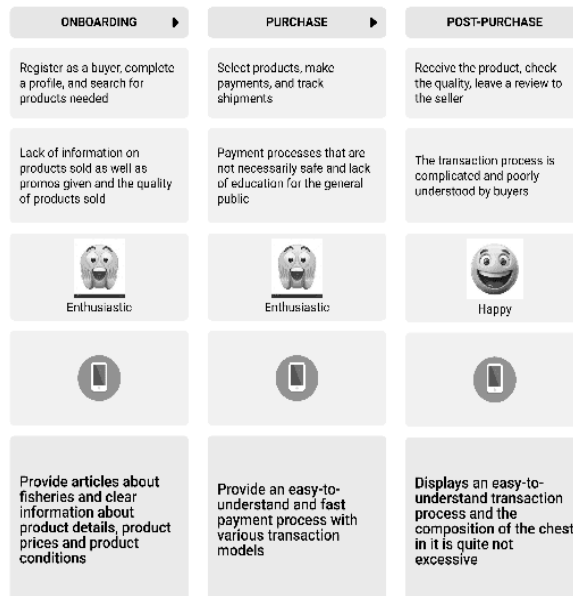 ONBOARDING
PURCHASE
POST-PURCHASE
Register as a buyer, complete
a profile, and search for
products needed
Select products, make
payments, and track
shipments
Receive the product, check
the quality, leave a review to
the seller
Lack of information on
products sold as well as
promos given and the quality
of products sold
Payment processes that are
not necessarily safe and lack
of education for the general
public
The transaction process is
complicated and poorly
understood by buyers
Enthusiastic
Enthusiastic
Happy
Provide articles about
fisheries and clear
information about
product details, product
prices and product
conditions
Provide an easy-to-
understand and fast
payment process with
various transaction
models
Displays an easy-to-
understand transaction
process and the
composition of the chest
in it is quite not
excessive